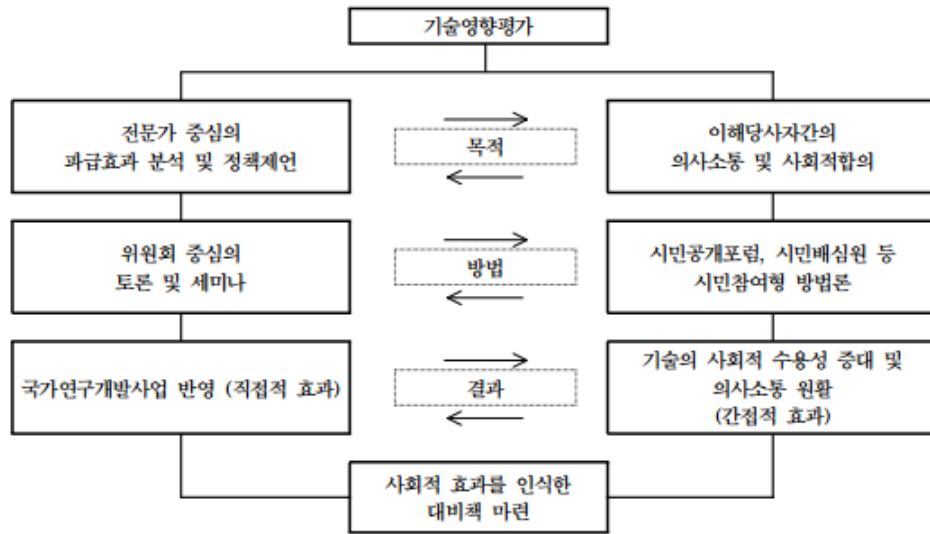 기술영향평가
전문가 중심의
파급효과 분석 및 정책제언
목적
이해당사자간의
의사소통 및 사회적합의
위원회 중심의
토론 및 세미나
방법
시민공개포럼, 시민배심원 등
시민참여형 방법론
국가연구개발사업 반영 (직접적 효과)
결과
기술의 사회적 수용성 증대 및
의사소통 원활
(간접적 효과)
사회적 효과를 인식한
대비책 마련